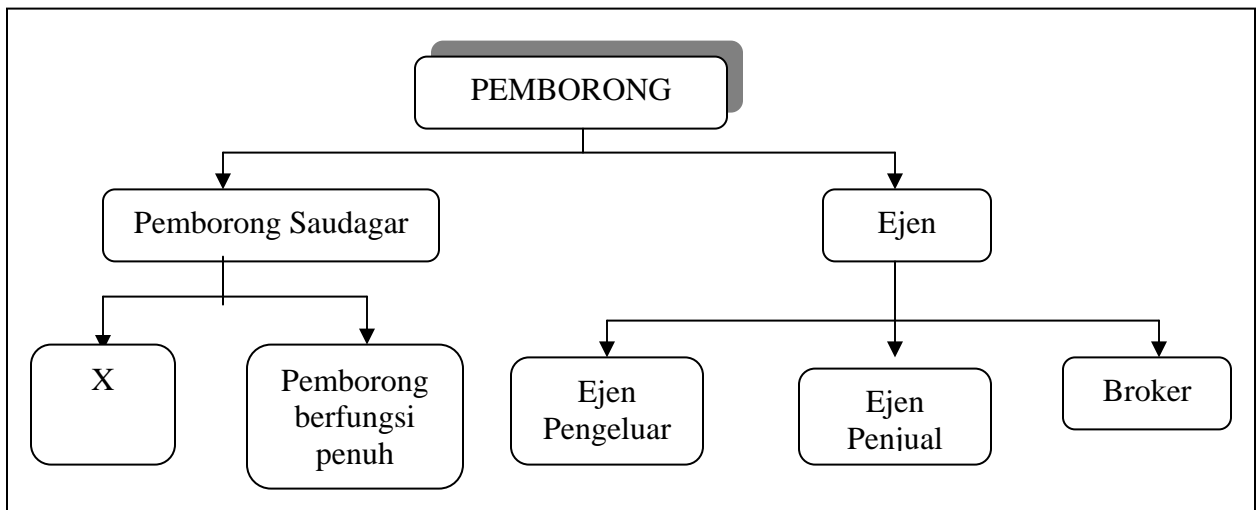 PEMBORONG
Pemborong Saudagar
Ejen
X
Pemborong
berfungsi
penuh
Ejen
Pengeluar
Ejen
Penjual
Broker